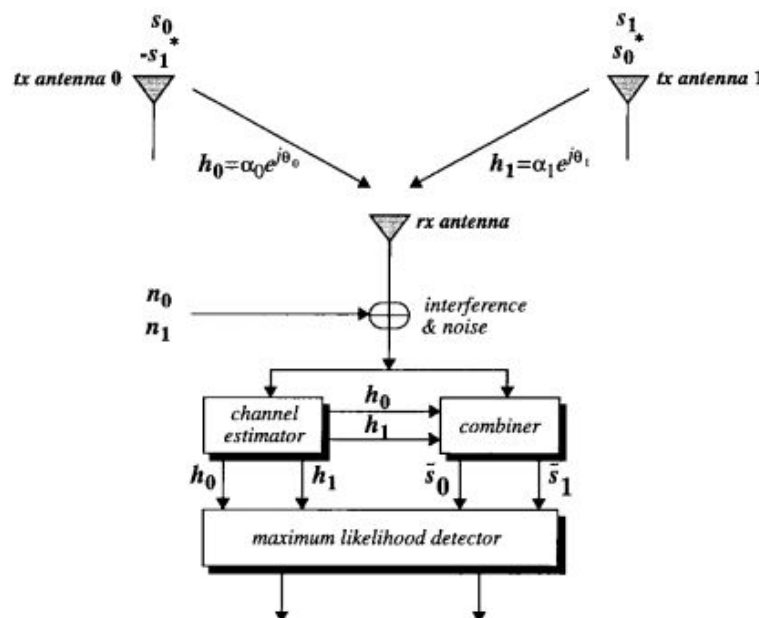 s₀ s₁
-s₁* s₀*
tx antenna 0 tx antenna 1
h₀=α₀e^jθ₀ h₁=α₁e^jθ₁
rx antenna
n₀ interference
n₁ & noise
h₀
channel estimator combiner
h₁
h₀ h₁ s̃₀ s̃₁
maximum likelihood detector